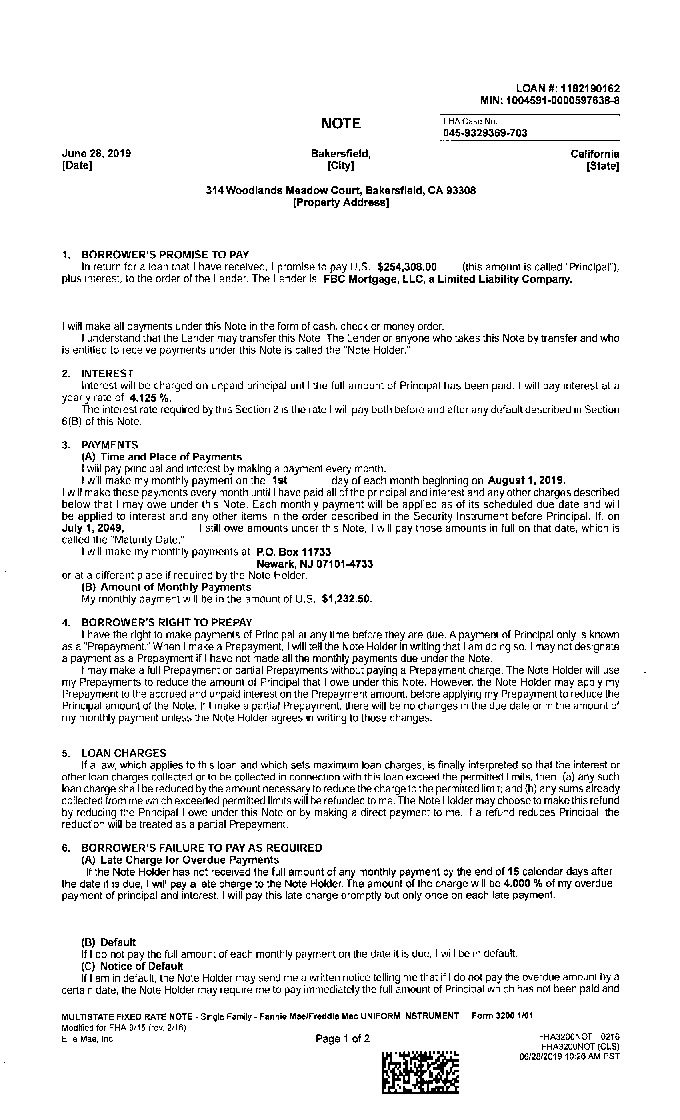 LOAN #: 1182190162
MIN: 1004591-0000597638-8
NOTE
FHA Case No.
045-9329369-703
June 28, 2019
Bakersfield,
California
[Date]
[City]
[State]
314 Woodlands Meadow Court, Bakersfield, CA 93308
[Property Address]
1. BORROWER'S PROMISE TO PAY
In return for a loan that I have received, I promise to pay U.S. $254,308.00 (this amount is called "Principal"),
plus interest, to the order of the Lender. The Lender is FBC Mortgage, LLC, a Limited Liability Company.
I will make all payments under this Note in the form of cash, check or money order.
I understand that the Lender may transfer this Note. The Lender or anyone who takes this Note by transfer and who
is entitled to receive payments under this Note is called the "Note Holder."
2. INTEREST
Interest will be charged on unpaid principal until the full amount of Principal has been paid. I will pay interest at a
yearly rate of 4.125 %.
The interest rate required by this Section 2 is the rate I will pay both before and after any default described in Section
6(B) of this Note.
3. PAYMENTS
(A) Time and Place of Payments
I will pay principal and interest by making a payment every month.
I will make my monthly payment on the 1st day of each month beginning on August 1, 2019.
I will make these payments every month until I have paid all of the principal and interest and any other charges described
below that I may owe under this Note. Each monthly payment will be applied as of its scheduled due date and will
be applied to interest and any other items in the order described in the Security Instrument before Principal. If, on
July 1, 2049, I still owe amounts under this Note, I will pay those amounts in full on that date, which is
called the "Maturity Date."
I will make my monthly payments at P.O. Box 11733
Newark, NJ 07101-4733
or at a different place if required by the Note Holder.
(B) Amount of Monthly Payments
My monthly payment will be in the amount of U.S. $1,232.50.
4. BORROWER'S RIGHT TO PREPAY
I have the right to make payments of Principal at any time before they are due. A payment of Principal only is known
as a "Prepayment." When I make a Prepayment, I will tell the Note Holder in writing that I am doing so. I may not designate
a payment as a Prepayment if I have not made all the monthly payments due under the Note.
I may make a full Prepayment or partial Prepayments without paying a Prepayment charge. The Note Holder will use
my Prepayments to reduce the amount of Principal that I owe under this Note. However, the Note Holder may apply my
Prepayment to the accrued and unpaid interest on the Prepayment amount, before applying my Prepayment to reduce the
Principal amount of the Note. If I make a partial Prepayment, there will be no changes in the due date or in the amount of
my monthly payment unless the Note Holder agrees in writing to those changes.
5. LOAN CHARGES
If a law, which applies to this loan and which sets maximum loan charges, is finally interpreted so that the interest or
other loan charges collected or to be collected in connection with this loan exceed the permitted limits, then: (a) any such
loan charge shall be reduced by the amount necessary to reduce the charge to the permitted limit; and (b) any sums already
collected from me which exceeded permitted limits will be refunded to me. The Note Holder may choose to make this refund
by reducing the Principal I owe under this Note or by making a direct payment to me. If a refund reduces Principal, the
reduction will be treated as a partial Prepayment.
6. BORROWER'S FAILURE TO PAY AS REQUIRED
(A) Late Charge for Overdue Payments
If the Note Holder has not received the full amount of any monthly payment by the end of 15 calendar days after
the date it is due, I will pay a late charge to the Note Holder. The amount of the charge will be 4.000 % of my overdue
payment of principal and interest. I will pay this late charge promptly but only once on each late payment.
(B) Default
If I do not pay the full amount of each monthly payment on the date it is due, I will be in default.
(C) Notice of Default
If I am in default, the Note Holder may send me a written notice telling me that if I do not pay the overdue amount by a
certain date, the Note Holder may require me to pay immediately the full amount of Principal which has not been paid and
MULTISTATE FIXED RATE NOTE - Single Family - Fannie Mae/Freddie Mac UNIFORM INSTRUMENT Form 3200 1/01
Modified for FHA 9/15 (rev. 2/16)
Ellie Mae, Inc.
Page 1 of 2
FHA3200NOT 0216
FHA3200NOT (CLS)
06/28/2019 10:26 AM PST